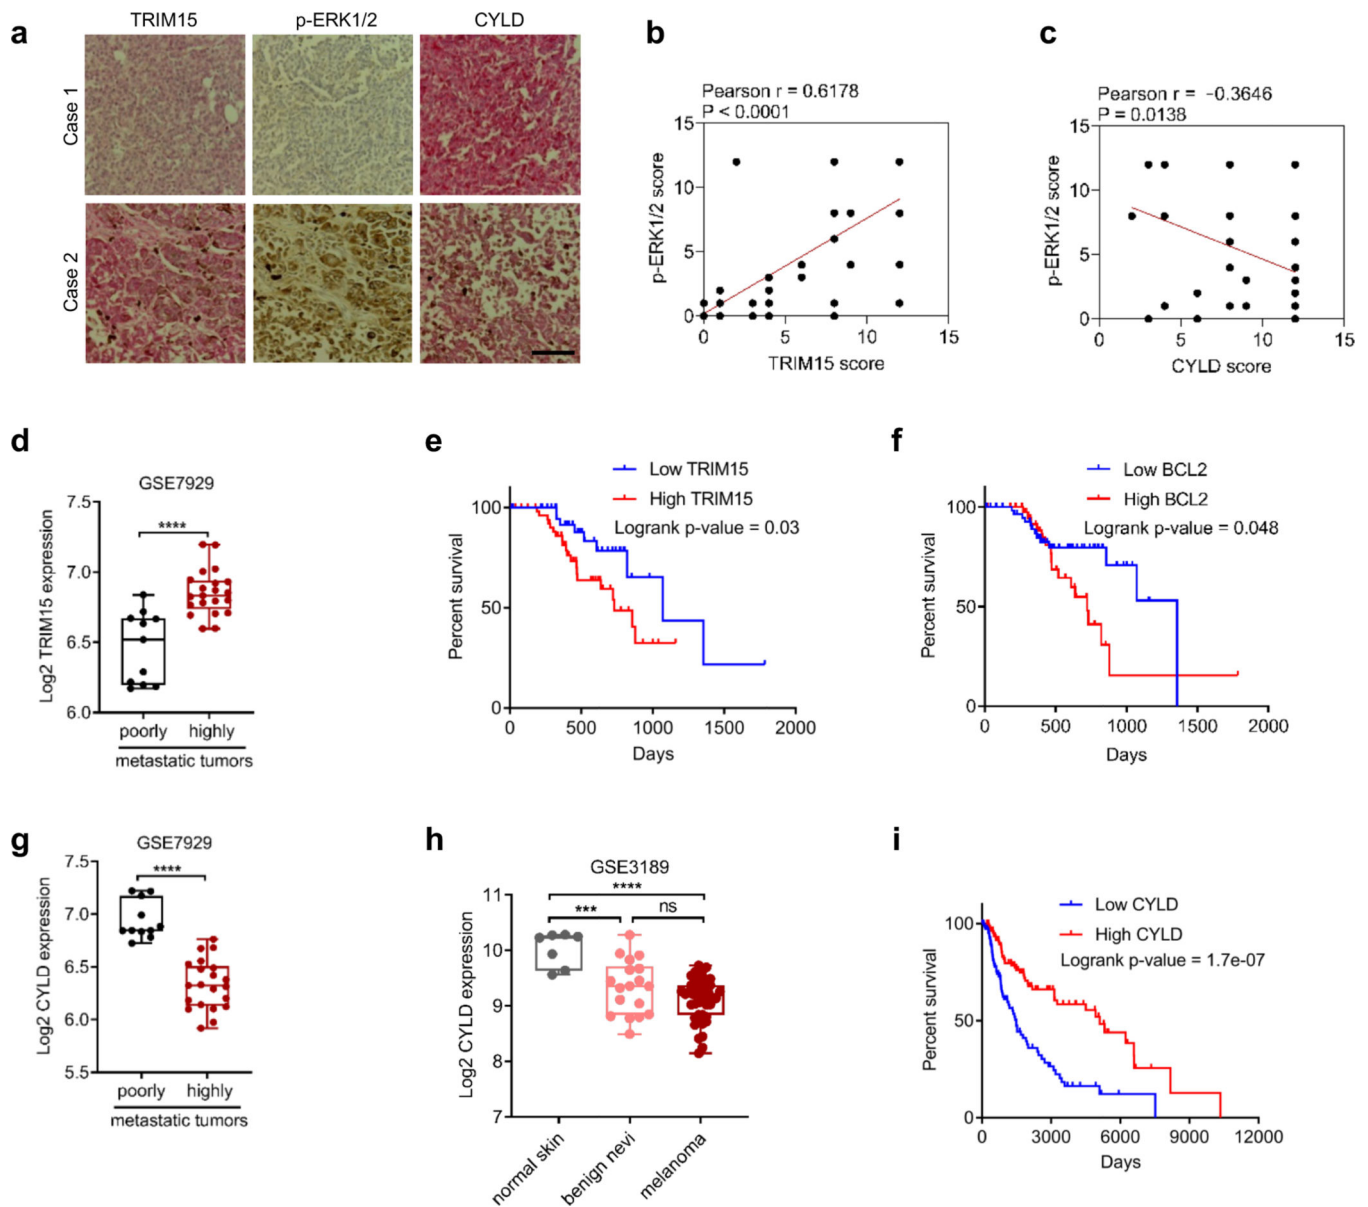 a
TRIM15
p-ERK1/2
CYLD
Case 1
Case 2
b
Pearson r = 0.6178
P < 0.0001
p-ERK1/2 score
15
10
5
0
0 5 10 15
TRIM15 score
c
Pearson r = −0.3646
P = 0.0138
p-ERK1/2 score
15
10
5
0
0 5 10 15
CYLD score
d
GSE7929
Log2 TRIM15 expression
7.5
7.0
6.5
6.0
****
poorly highly
metastatic tumors
e
Low TRIM15
High TRIM15
Logrank p-value = 0.03
Percent survival
100
50
0
0 500 1000 1500 2000
Days
f
Low BCL2
High BCL2
Logrank p-value = 0.048
Percent survival
100
50
0
0 500 1000 1500 2000
Days
g
GSE7929
Log2 CYLD expression
7.5
7.0
6.5
6.0
5.5
****
poorly highly
metastatic tumors
h
GSE3189
Log2 CYLD expression
11
10
9
8
7
****
*** ns
normal skin
benign nevi
melanoma
i
Low CYLD
High CYLD
Logrank p-value = 1.7e-07
Percent survival
100
50
0
0 3000 6000 9000 12000
Days